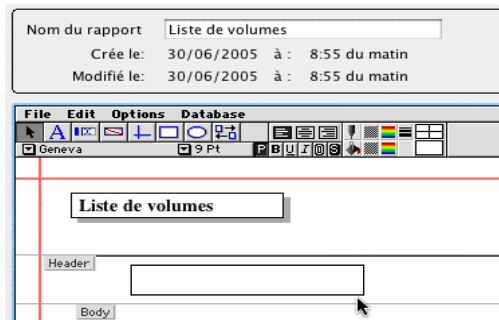 Nom du rapport Liste de volumes
Crée le: 30/06/2005 à : 8:55 du matin
Modifié le: 30/06/2005 à : 8:55 du matin
File Edit Options Database
A
Geneva 9 Pt P B U I O S
Liste de volumes
Header
Body